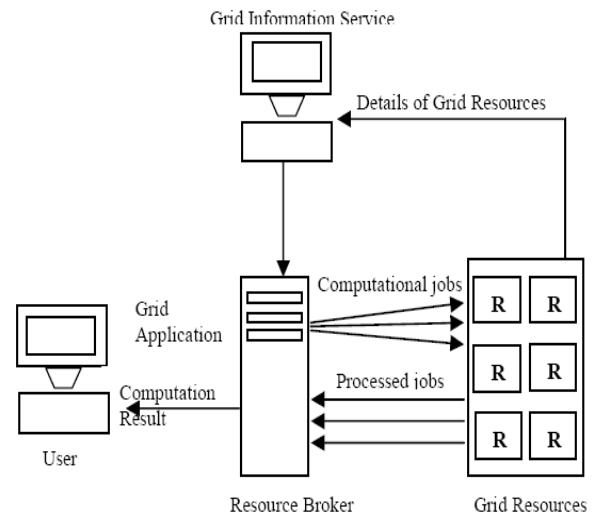 Grid Information Service
Details of Grid Resources
Computational jobs
Grid
Application
R R
Processed jobs
R R
Computation
Result
R R
User
Resource Broker
Grid Resources